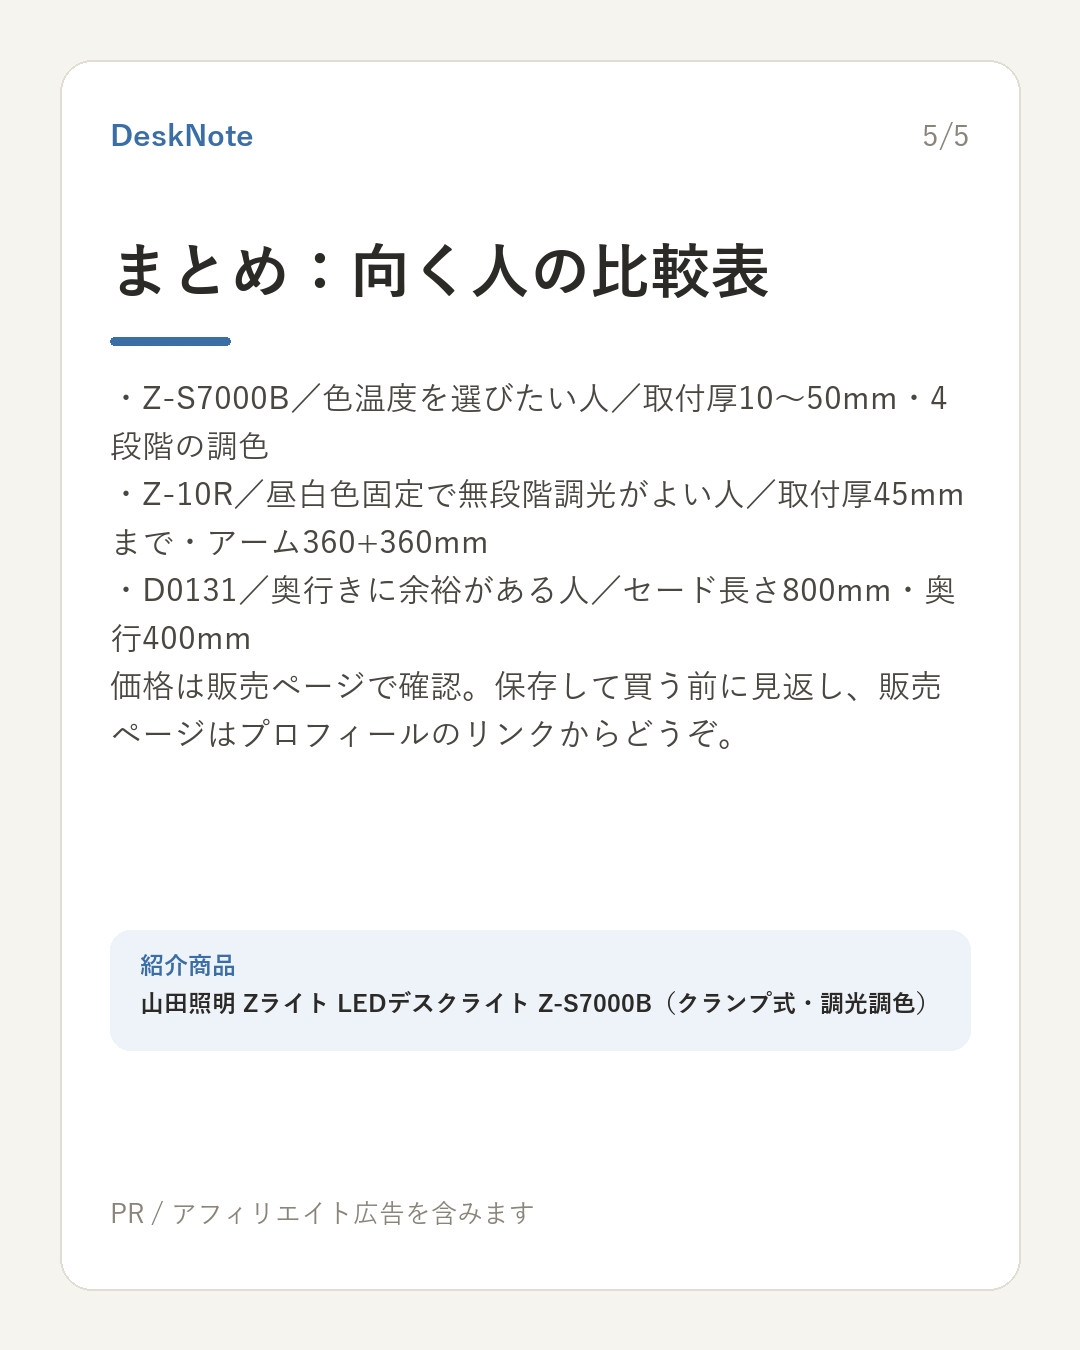 DeskNote
5/5
まとめ：向く人の比較表
・Z-S7000B／色温度を選びたい人／取付厚10〜50mm・4
段階の調色
・Z-10R／昼白色固定で無段階調光がよい人／取付厚45mm
まで・アーム360+360mm
・D0131／奥行きに余裕がある人／セード長さ800mm・奥
行400mm
価格は販売ページで確認。保存して買う前に見返し、販売
ページはプロフィールのリンクからどうぞ。
紹介商品
山田照明 Zライト LEDデスクライト Z-S7000B（クランプ式・調光調色）
PR / アフィリエイト広告を含みます